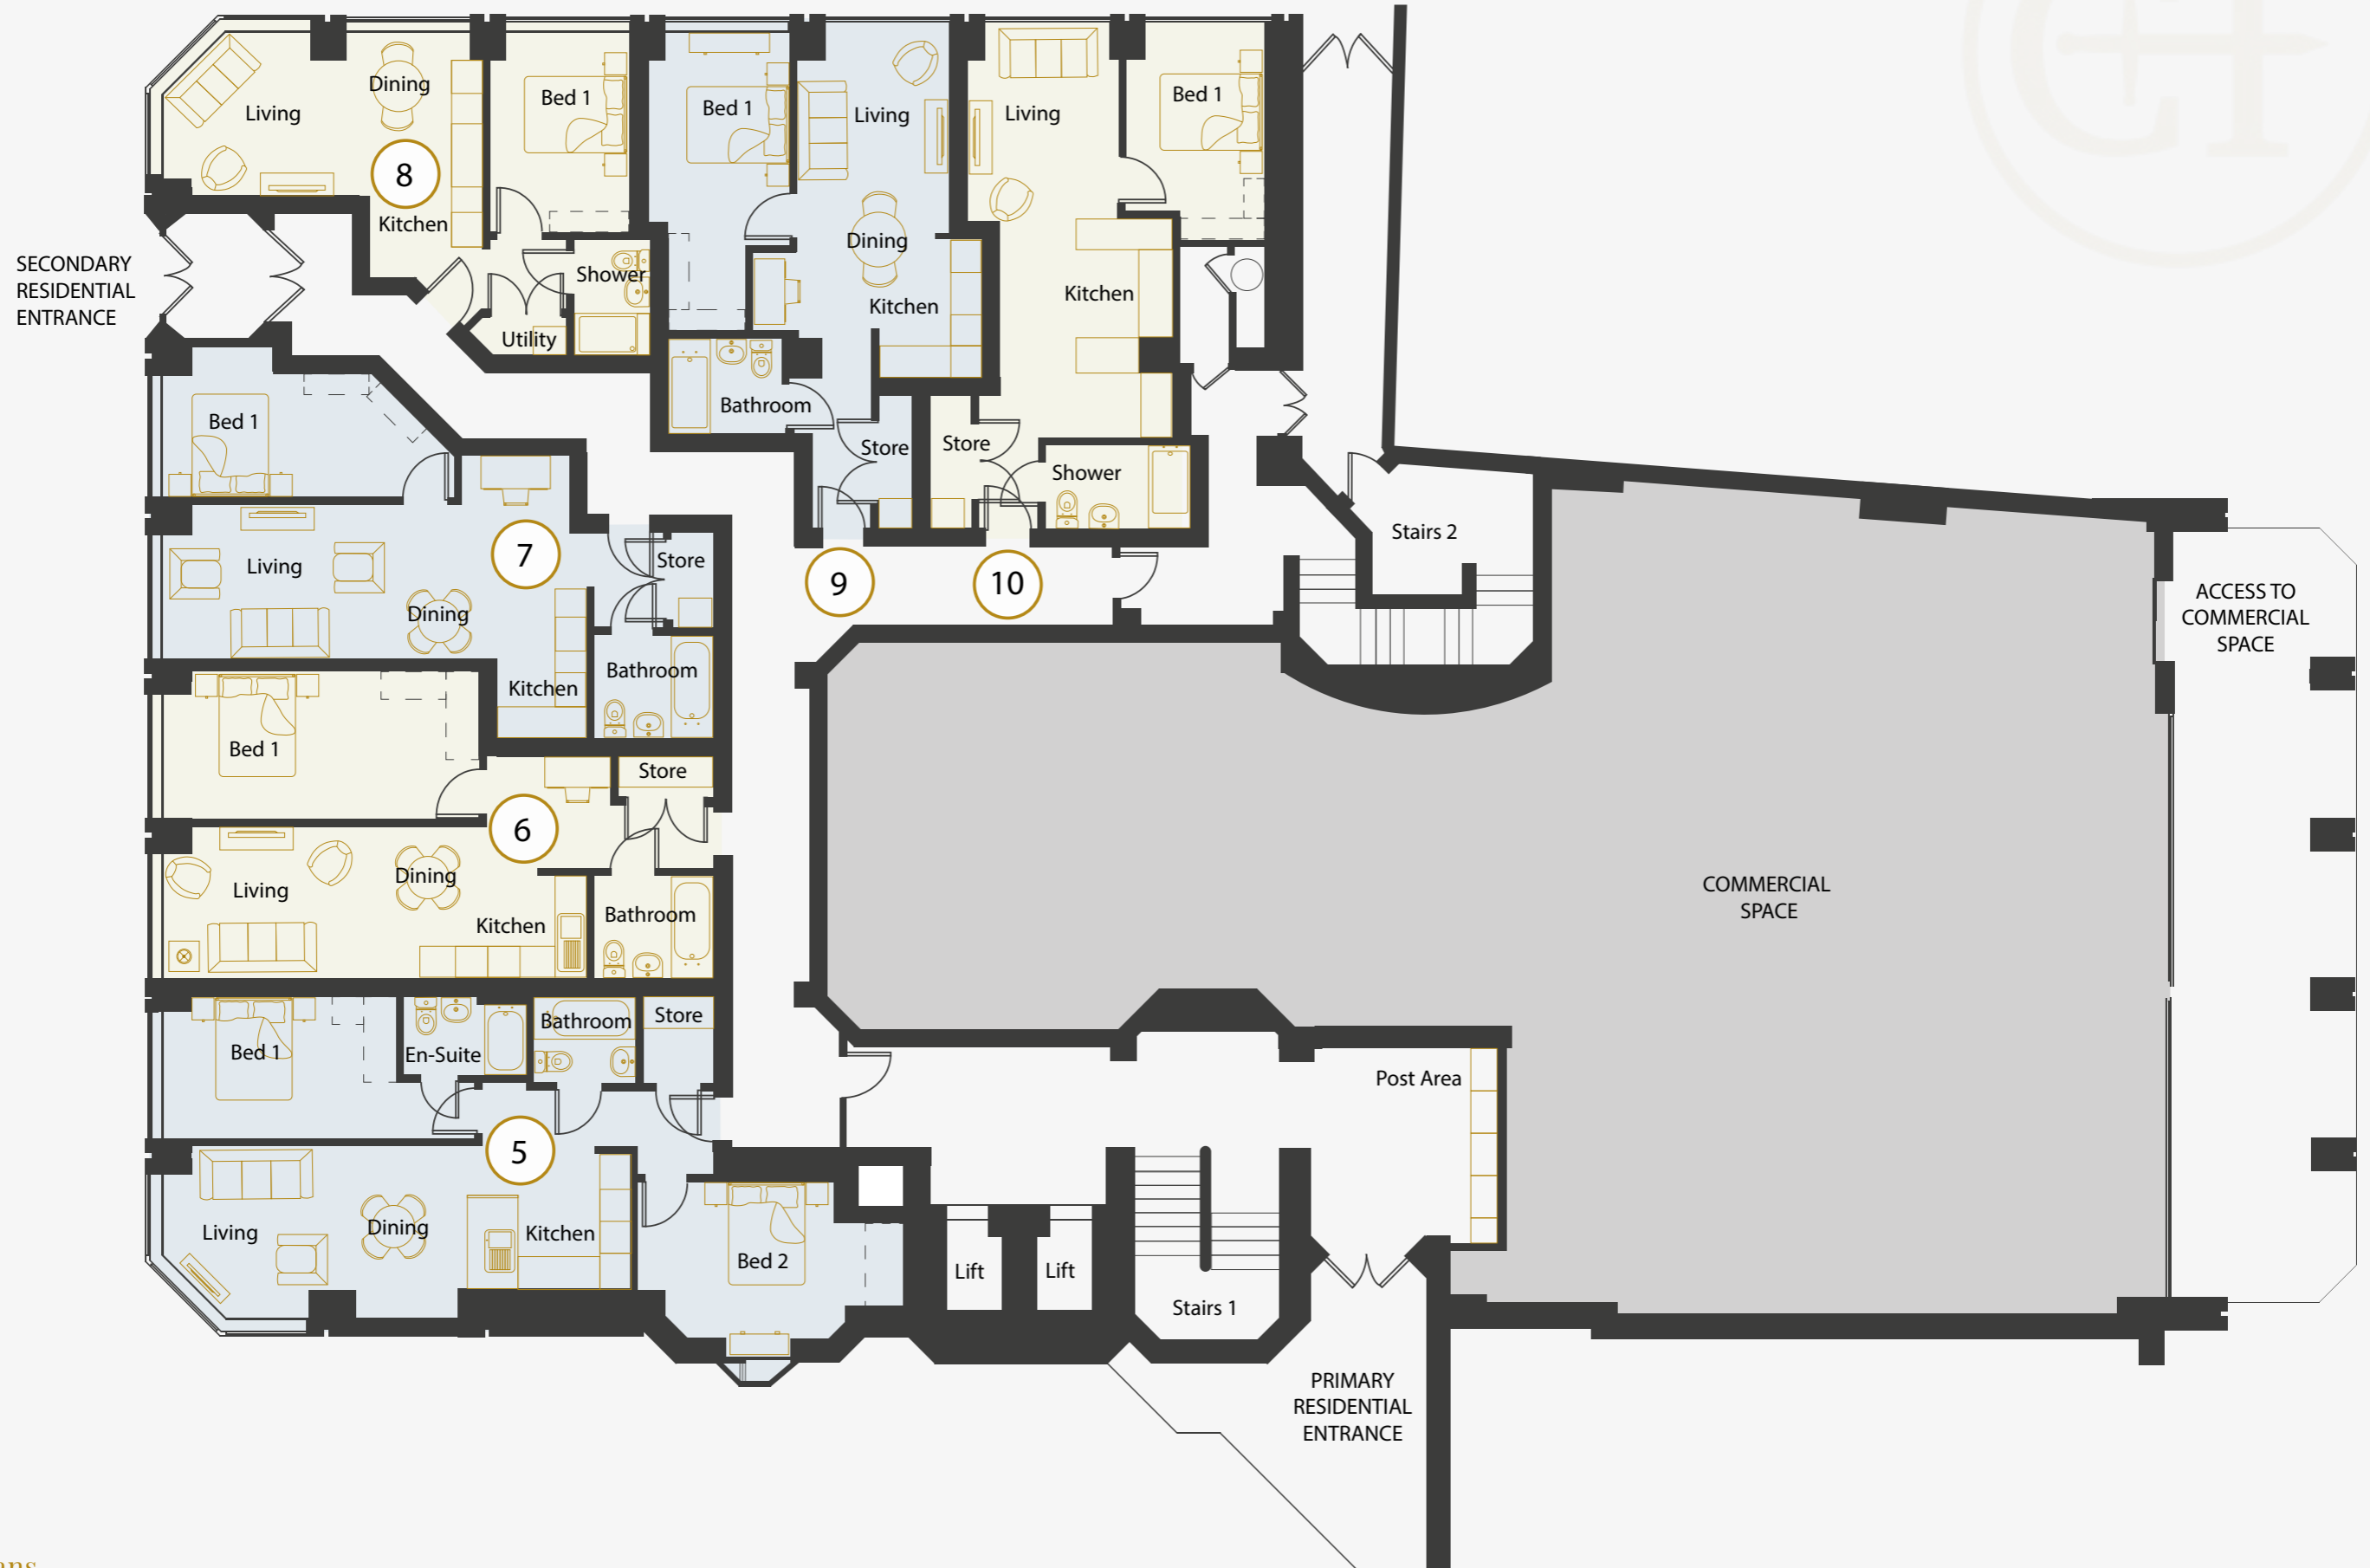 Living
Dining
8
Kitchen
Bed 1
Shower
Utility
Bed 1
Living
Dining
Kitchen
Bathroom
Store
9
Living
Bed 1
Kitchen
Store
Shower
10
SECONDARY
RESIDENTIAL
ENTRANCE
Bed 1
Living
7
Dining
Store
Kitchen
Bathroom
Bed 1
Store
6
Living
Dining
Kitchen
Bathroom
Bed 1
En-Suite
Bathroom
Store
5
Living
Dining
Kitchen
Bed 2
Lift
Lift
Stairs 1
Post Area
Stairs 2
COMMERCIAL
SPACE
ACCESS TO
COMMERCIAL
SPACE
PRIMARY
RESIDENTIAL
ENTRANCE